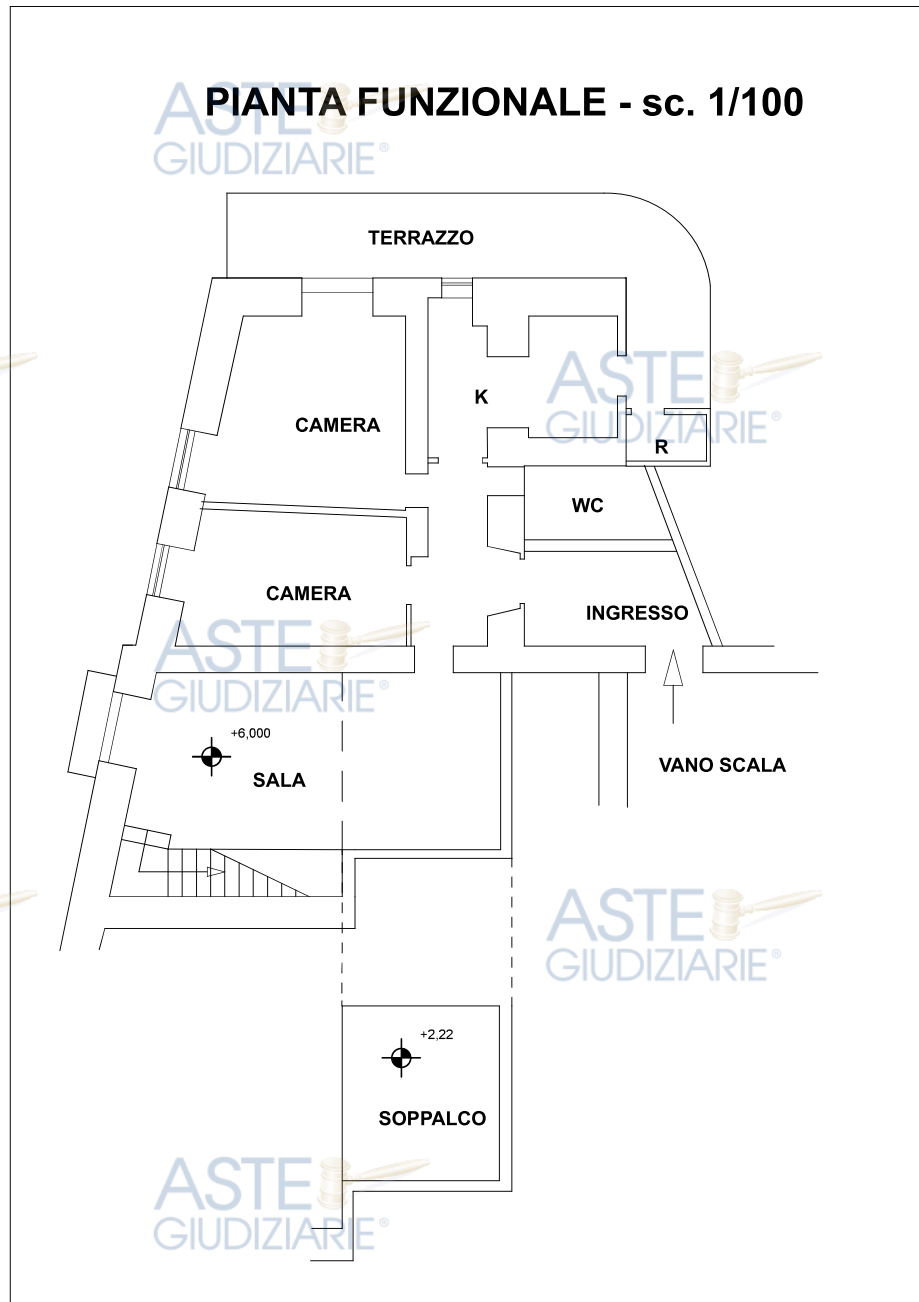 PIANTA FUNZIONALE - sc. 1/100
ASTE
GIUDIZIARIE®
TERRAZZO
ASTE
GIUDIZIARIE®
K
CAMERA
R
WC
CAMERA
INGRESSO
ASTE
GIUDIZIARIE®
+6,000
SALA
VANO SCALA
ASTE
GIUDIZIARIE®
+2,22
SOPPALCO
ASTE
GIUDIZIARIE®